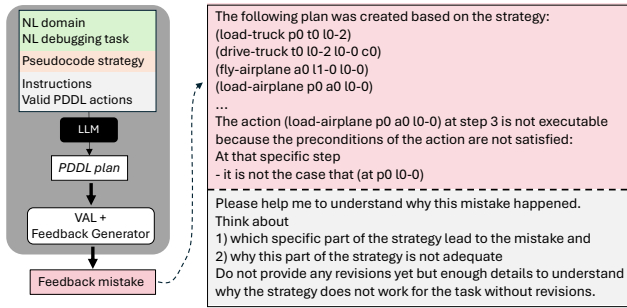 NL domain
NL debugging task
Pseudocode strategy
Instructions
Valid PDDL actions
LLM
PDDL plan
VAL +
Feedback Generator
Feedback mistake
The following plan was created based on the strategy:
(load-truck p0 t0 l0-2)
(drive-truck t0 l0-2 l0-0 c0)
(fly-airplane a0 l1-0 l0-0)
(load-airplane p0 a0 l0-0)
...
The action (load-airplane p0 a0 l0-0) at step 3 is not executable
because the preconditions of the action are not satisfied:
At that specific step
- it is not the case that (at p0 l0-0)
Please help me to understand why this mistake happened.
Think about
1) which specific part of the strategy lead to the mistake and
2) why this part of the strategy is not adequate
Do not provide any revisions yet but enough details to understand
why the strategy does not work for the task without revisions.